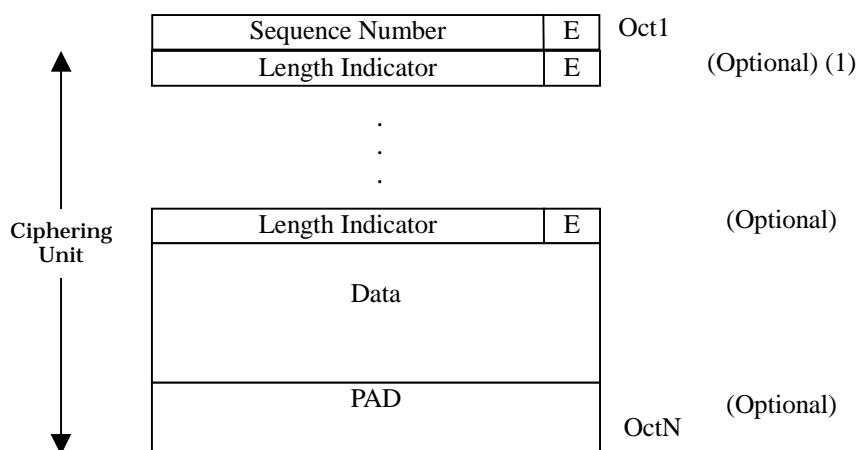 Sequence Number E Oct1
Length Indicator E (Optional) (1)
.
.
.
Length Indicator E (Optional)
Ciphering
Unit
Data
PAD (Optional)
OctN